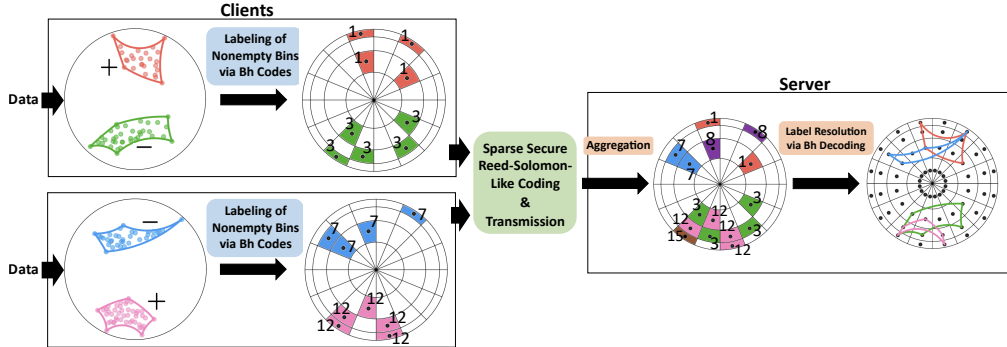 Clients
Server
Data
+
−
Labeling of
Nonempty Bins
via Bh Codes
1
1
1
1
3
3
3
3
3
Data
−
+
Labeling of
Nonempty Bins
via Bh Codes
7
7
7
7
12
12
12
12
12
Sparse Secure
Reed-Solomon-
Like Coding
&
Transmission
Aggregation
1
8
7
8
7
1
3
3
12
12
12
3
15
3
12
Label Resolution
via Bh Decoding